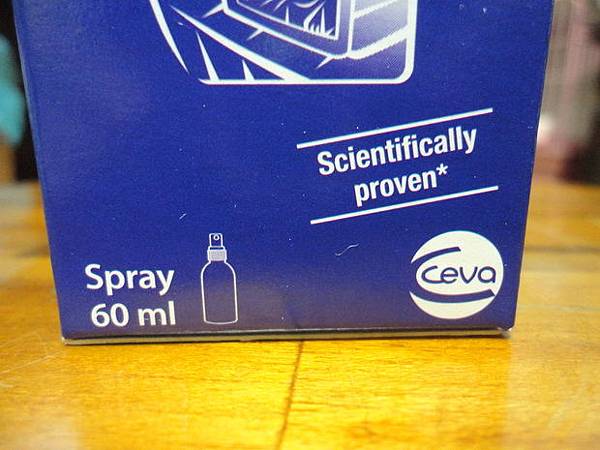 Scientifically
proven*
Spray
60 ml
ceva